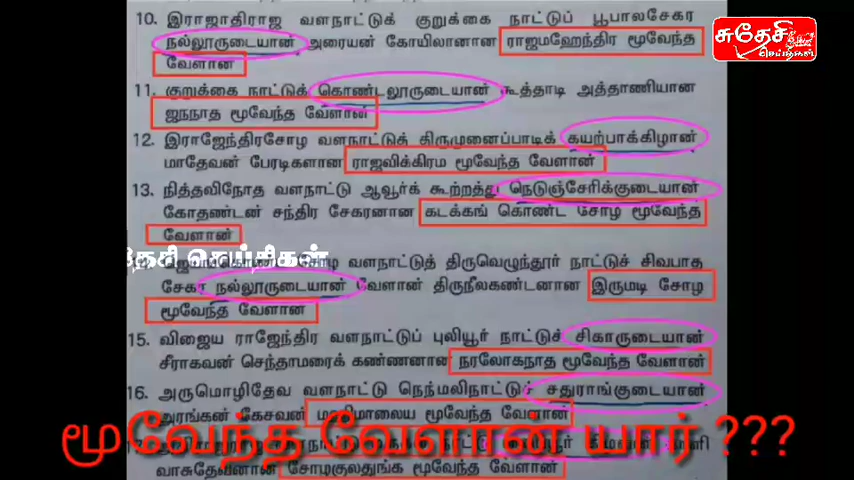 10. இராஜாதிராஜ வளநாட்டுக் குறுக்கை நாட்டுப் பூபாலசேகர
நல்லூருடையான் அரையன் கோயிலானான ராஜமஹேந்திர மூவேந்த
வேளான்
சுதேசி
செய்திகள்
11. குறுக்கை நாட்டுக் கொண்டலூருடையான் கூத்தாடி அத்தாணியான
ஜநநாத மூவேந்த வேளான்
12. இராஜேந்திரசோழ வளநாட்டுத் திருமுனைப்பாடிக் கயற்பாக்கிழான்
மாதேவன் பேரடிகளான ராஜவிக்கிரம மூவேந்த வேளான்
13. நித்தவிநோத வளநாட்டு ஆவூர்க் கூற்றத்து நெடுஞ்சேரிக்குடையான்
கோதண்டன் சந்திர சேகரனான கடக்கங் கொண்ட சோழ மூவேந்த
வேளான்
தேசி செய்திகள்
சோழ வளநாட்டுத் திருவெழுந்தூர் நாட்டுச் சிவபாத
சேகர நல்லூருடையான் வேளான் திருநீலகண்டனான இருமடி சோழ
மூவேந்த வேளான
15. விஜைய ராஜேந்திர வளநாட்டுப் புலியூர் நாட்டுச் சிகாருடையான்
சீராகவன் செந்தாமரைக் கண்ணனான நரலோகநாத மூவேந்த வேளான்
16. அருமொழிதேவ வளநாட்டு நென்மலிநாட்டுச் சதுராங்குடையான்
அரங்கன் கேசவன் மூவேந்த வேளான
மூவேந்த வேளான யார் ???
வாசுதேவனான சோழகுலதுங்க மூவேந்த வேளான்